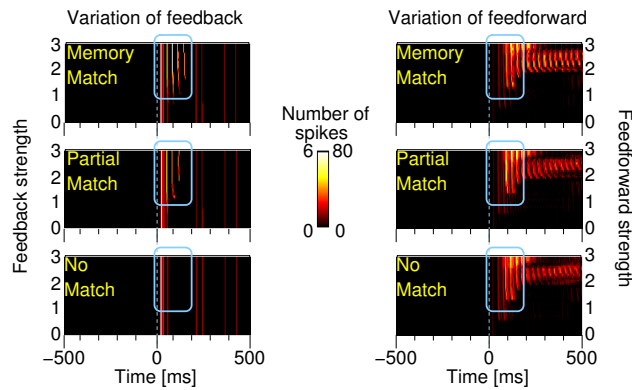 Variation of feedback
Variation of feedforward
3
2
1
0
Memory
Match
3
2
1
0
Partial
Match
3
2
1
0
No
Match
Feedback strength
−500
0
500
Time [ms]
Number of
spikes
6 80
0 0
Memory
Match
3
2
1
0
Partial
Match
3
2
1
0
No
Match
3
2
1
0
Feedforward strength
−500
0
500
Time [ms]